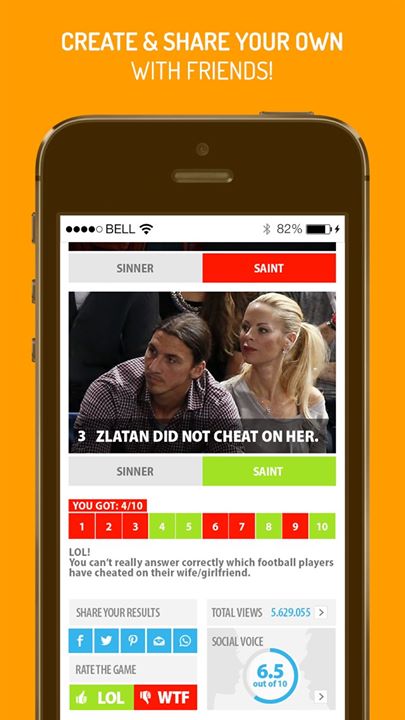 CREATE & SHARE YOUR OWN
WITH FRIENDS!
BELL 82%
SINNER SAINT
3 ZLATAN DID NOT CHEAT ON HER.
SINNER SAINT
YOU GOT: 4/10
1 2 3 4 5 6 7 8 9 10
LOL!
You can't really answer correctly which football players
have cheated on their wife/girlfriend.
SHARE YOUR RESULTS
TOTAL VIEWS 5.629.055
SOCIAL VOICE
6.5
out of 10
RATE THE GAME
LOL WTF